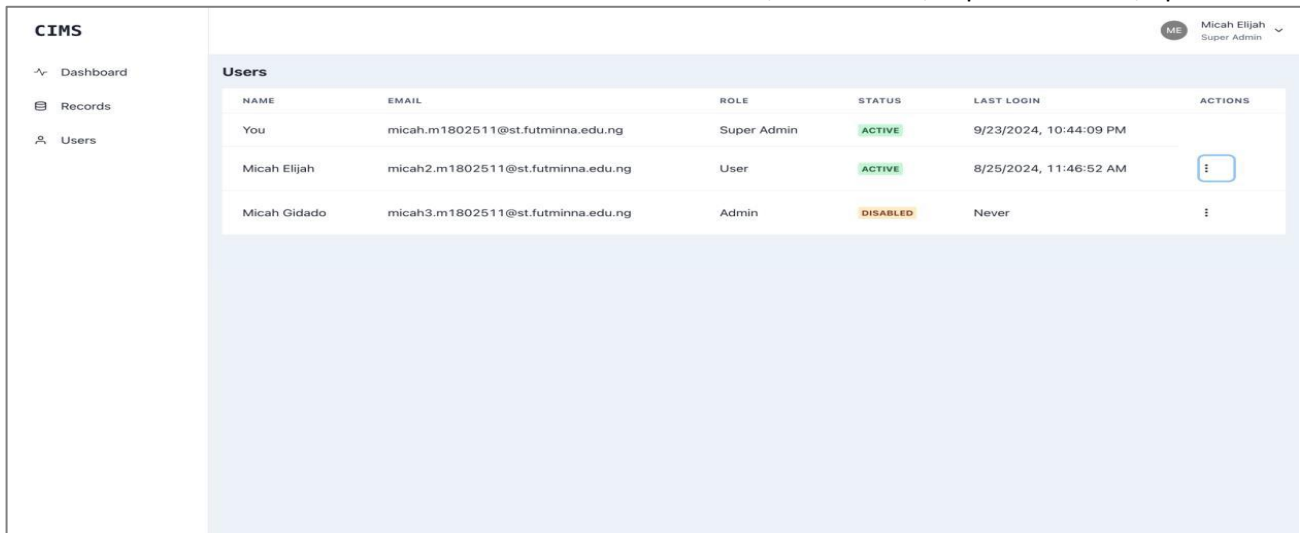 CIMS
ME Micah Elijah
Super Admin
Dashboard
Records
Users
Users
NAME EMAIL ROLE STATUS LAST LOGIN ACTIONS
You micah.m1802511@st.futminna.edu.ng Super Admin ACTIVE 9/23/2024, 10:44:09 PM
Micah Elijah micah2.m1802511@st.futminna.edu.ng User ACTIVE 8/25/2024, 11:46:52 AM
Micah Gidado micah3.m1802511@st.futminna.edu.ng Admin DISABLED Never